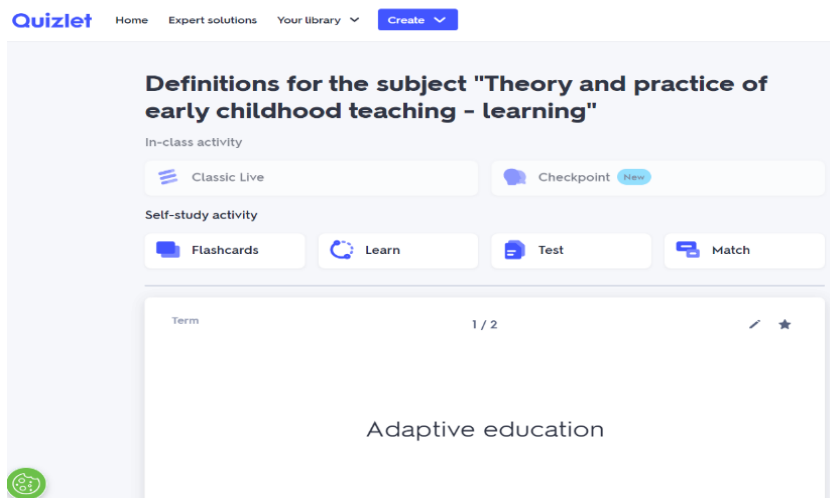 Quizlet Home Expert solutions Your library Create
Definitions for the subject "Theory and practice of
early childhood teaching - learning"
In-class activity
Classic Live Checkpoint New
Self-study activity
Flashcards Learn Test Match
Term 1 / 2
Adaptive education